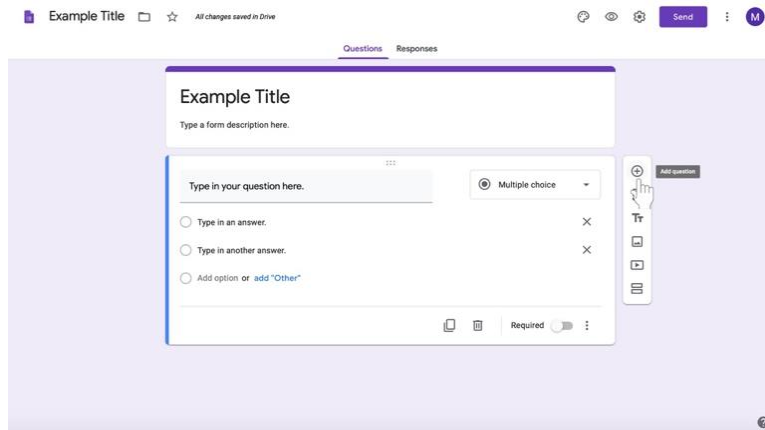 Example Title
All changes saved in Drive
Send
M
Questions
Responses
Example Title
Type a form description here.
Type in your question here.
Multiple choice
Add question
Type in an answer.
Tт
Type in another answer.
Add option or add "Other"
Required
?